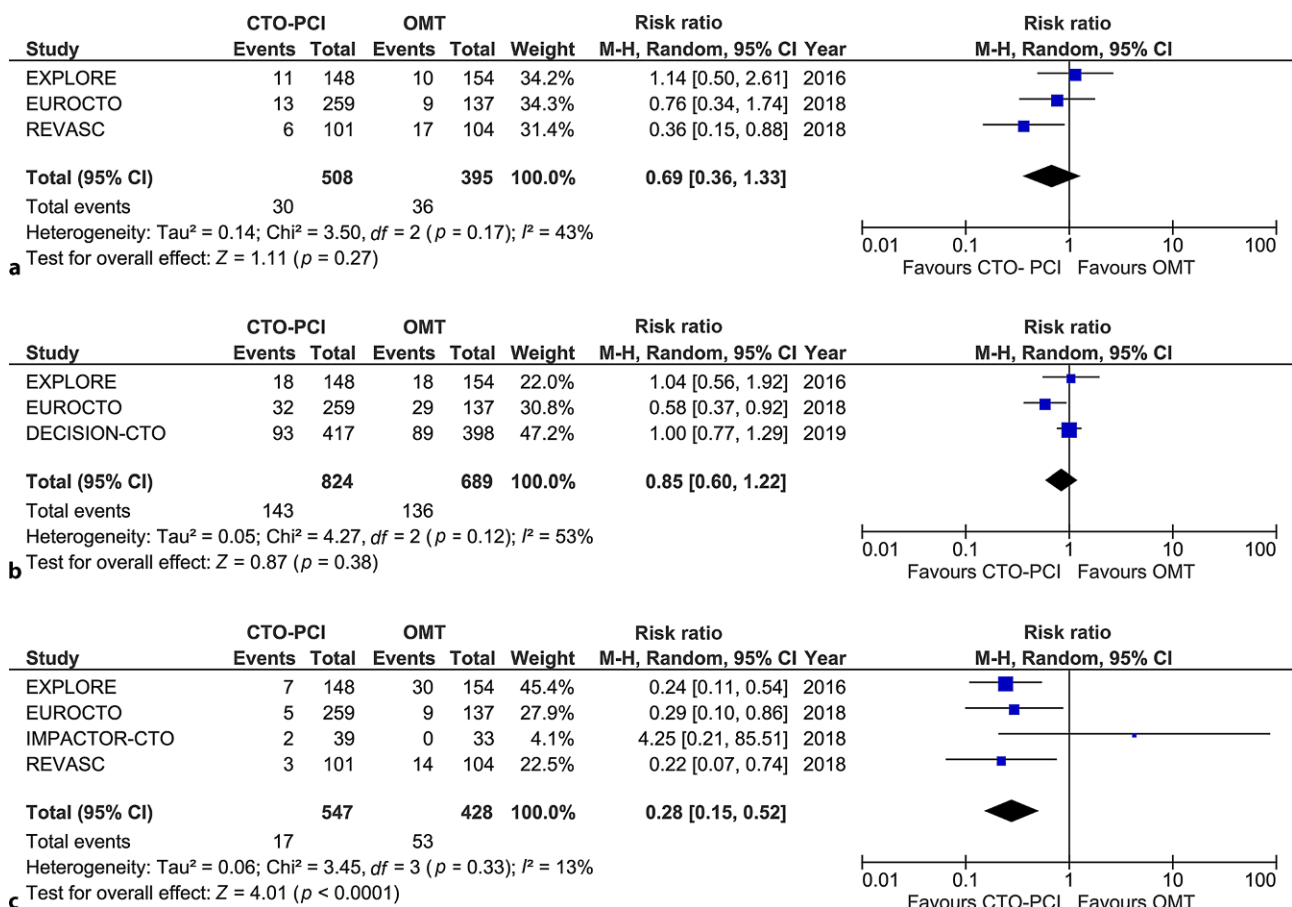 CTO-PCI OMT Risk ratio Risk ratio
Study Events Total Events Total Weight M-H, Random, 95% CI Year M-H, Random, 95% CI
EXPLORE 11 148 10 154 34.2% 1.14 [0.50, 2.61] 2016
EUROCTO 13 259 9 137 34.3% 0.76 [0.34, 1.74] 2018
REVASC 6 101 17 104 31.4% 0.36 [0.15, 0.88] 2018
Total (95% CI) 508 395 100.0% 0.69 [0.36, 1.33]
Total events 30 36
Heterogeneity: Tau² = 0.14; Chi² = 3.50, df = 2 (p = 0.17); I² = 43%
0.01 0.1 1 10 100
Test for overall effect: Z = 1.11 (p = 0.27)
Favours CTO- PCI Favours OMT
a
CTO-PCI OMT Risk ratio Risk ratio
Study Events Total Events Total Weight M-H, Random, 95% CI Year M-H, Random, 95% CI
EXPLORE 18 148 18 154 22.0% 1.04 [0.56, 1.92] 2016
EUROCTO 32 259 29 137 30.8% 0.58 [0.37, 0.92] 2018
DECISION-CTO 93 417 89 398 47.2% 1.00 [0.77, 1.29] 2019
Total (95% CI) 824 689 100.0% 0.85 [0.60, 1.22]
Total events 143 136
Heterogeneity: Tau² = 0.05; Chi² = 4.27, df = 2 (p = 0.12); I² = 53%
0.01 0.1 1 10 100
Test for overall effect: Z = 0.87 (p = 0.38)
Favours CTO-PCI Favours OMT
b
CTO-PCI OMT Risk ratio Risk ratio
Study Events Total Events Total Weight M-H, Random, 95% CI Year M-H, Random, 95% CI
EXPLORE 7 148 30 154 45.4% 0.24 [0.11, 0.54] 2016
EUROCTO 5 259 9 137 27.9% 0.29 [0.10, 0.86] 2018
IMPACTOR-CTO 2 39 0 33 4.1% 4.25 [0.21, 85.51] 2018
REVASC 3 101 14 104 22.5% 0.22 [0.07, 0.74] 2018
Total (95% CI) 547 428 100.0% 0.28 [0.15, 0.52]
Total events 17 53
Heterogeneity: Tau² = 0.06; Chi² = 3.45, df = 3 (p = 0.33); I² = 13%
0.01 0.1 1 10 100
Test for overall effect: Z = 4.01 (p < 0.0001)
Favours CTO-PCI Favours OMT
c